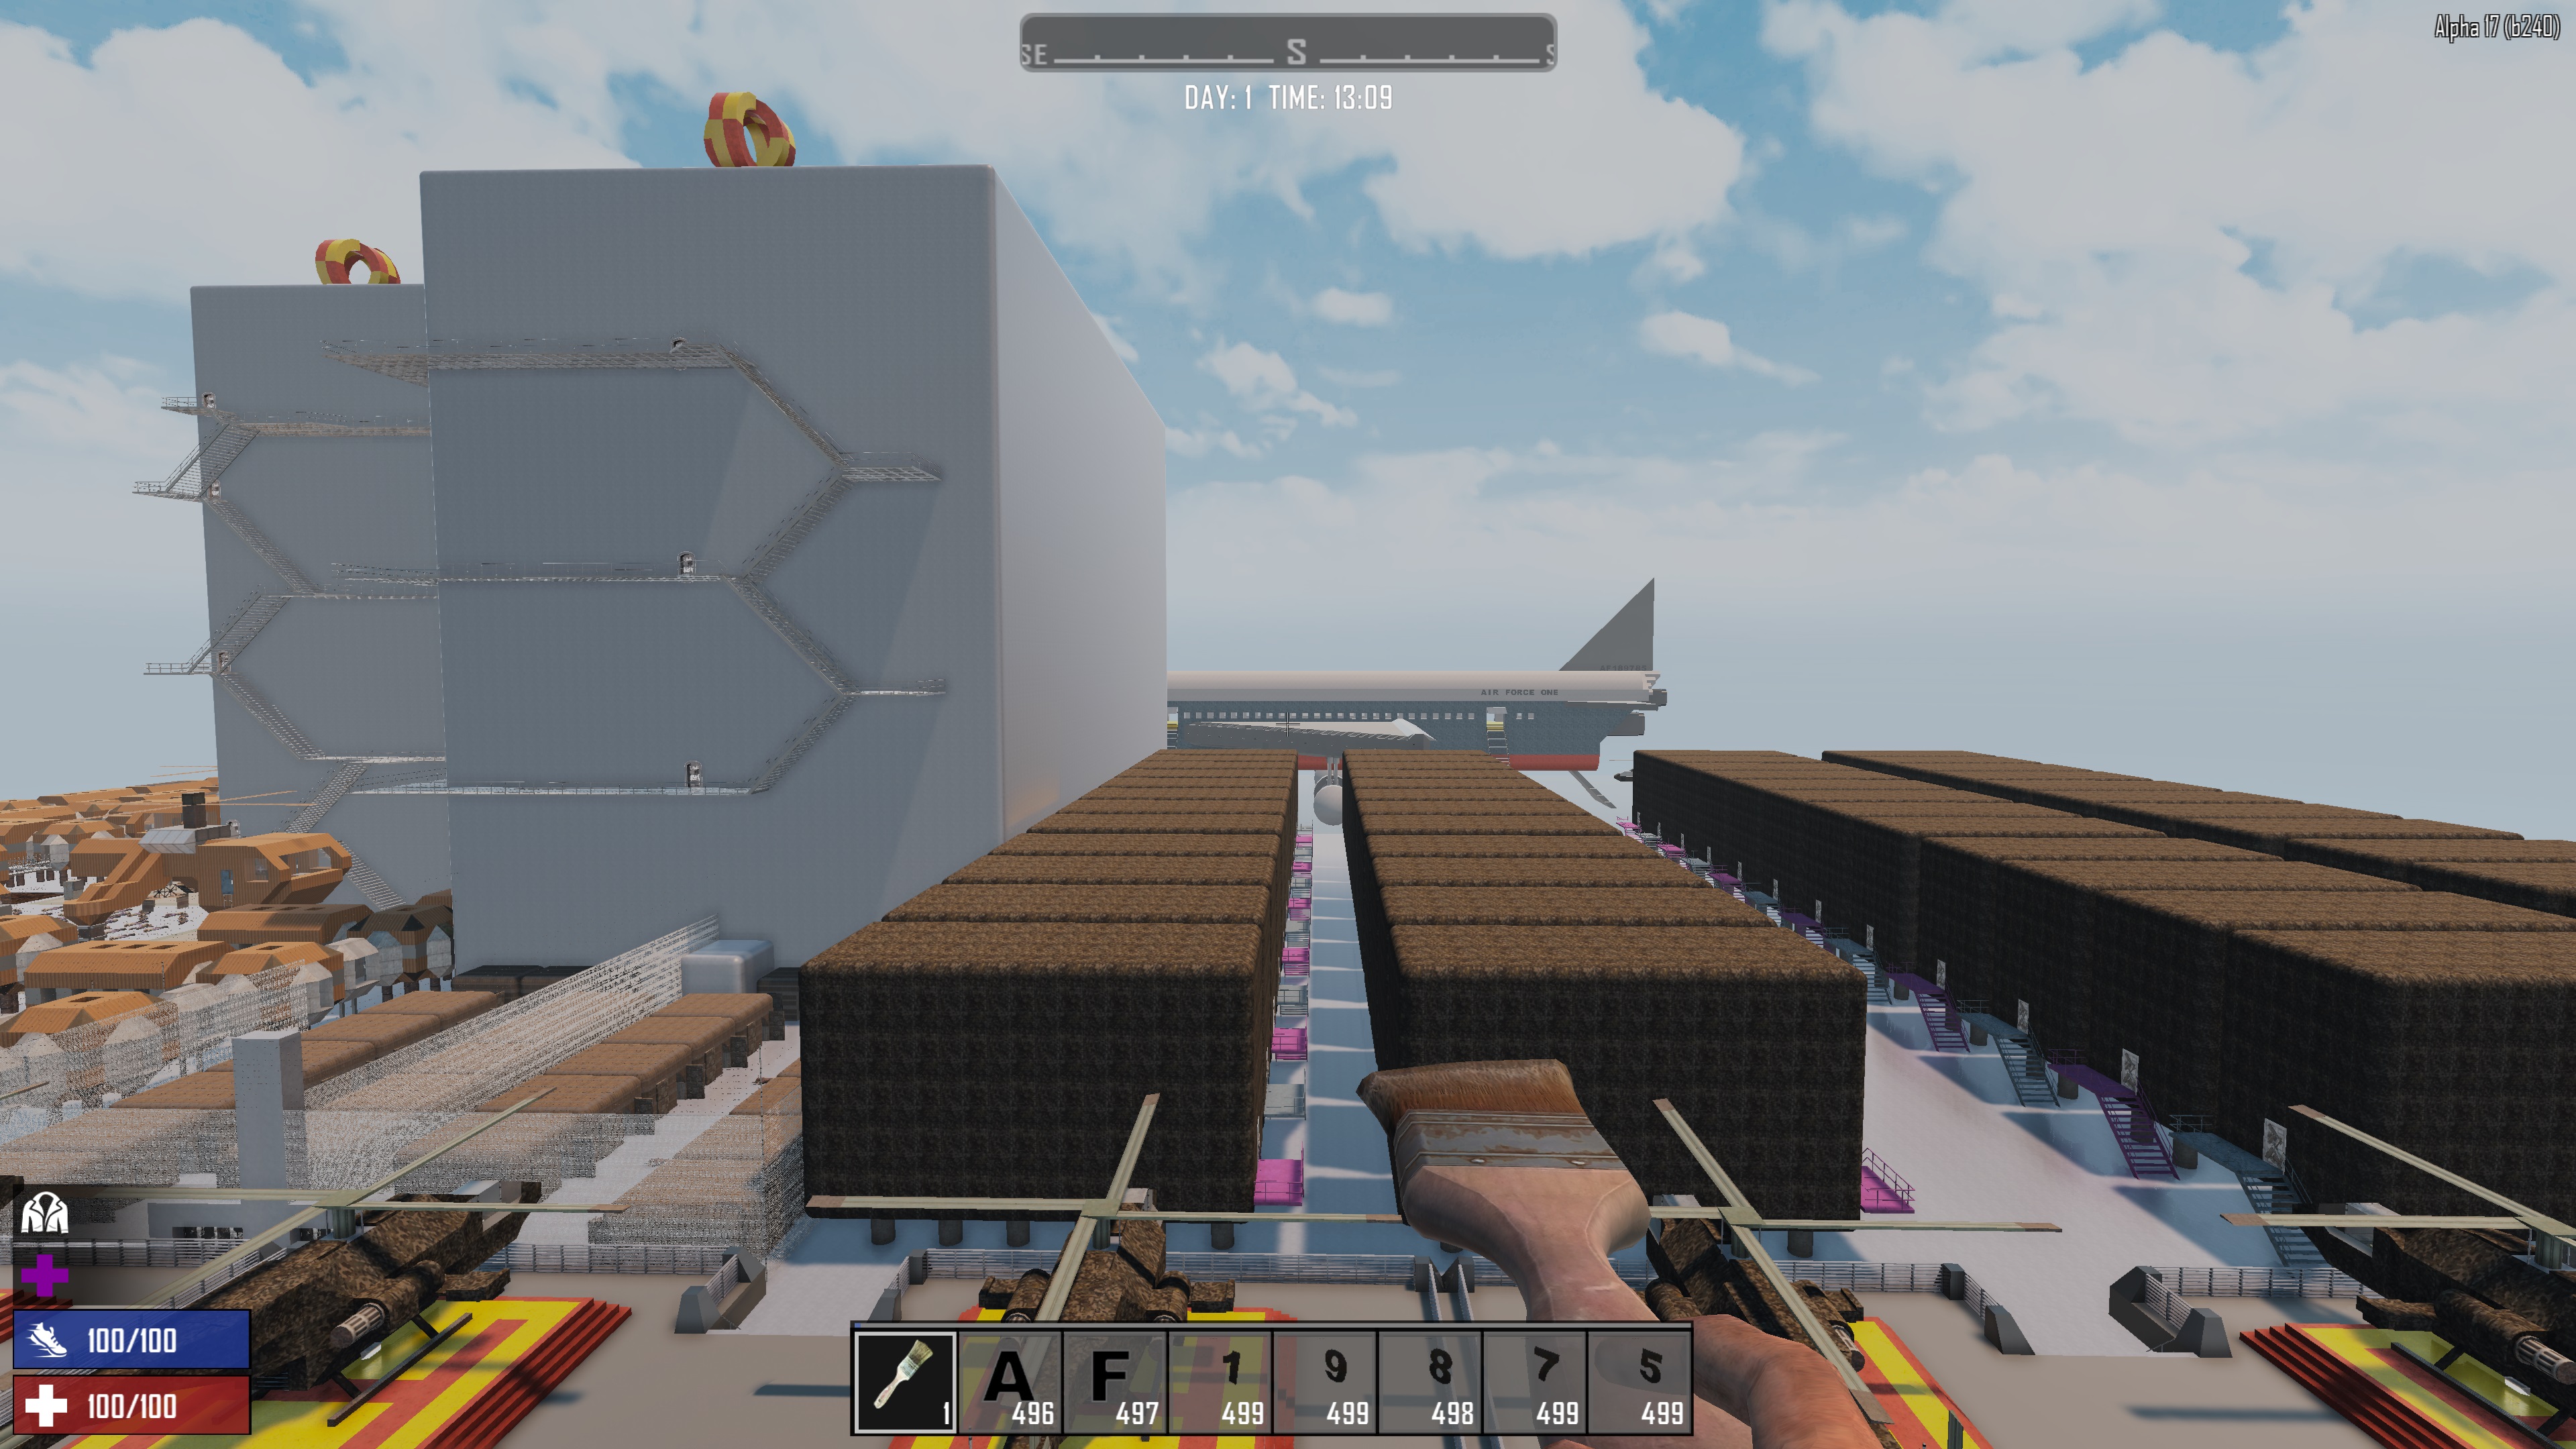 Alpha 17 (b240)
SE S S
DAY: 1 TIME: 13:09
AIR FORCE ONE
100/100
100/100
1
A 496
F 497
1 499
9 499
8 498
7 499
5 499